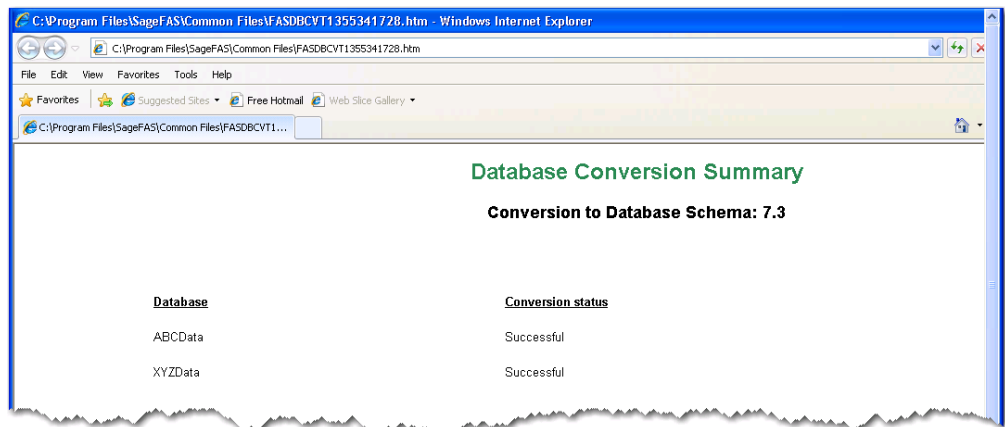 C:\Program Files\SageFAS\Common Files\FASDBCVT1355341728.htm - Windows Internet Explorer
C:\Program Files\SageFAS\Common Files\FASDBCVT1355341728.htm
File Edit View Favorites Tools Help
Favorites Suggested Sites Free Hotmail Web Slice Gallery
C:\Program Files\SageFAS\Common Files\FASDBCVT1...
Database Conversion Summary
Conversion to Database Schema: 7.3
Database Conversion status
ABCData Successful
XYZData Successful